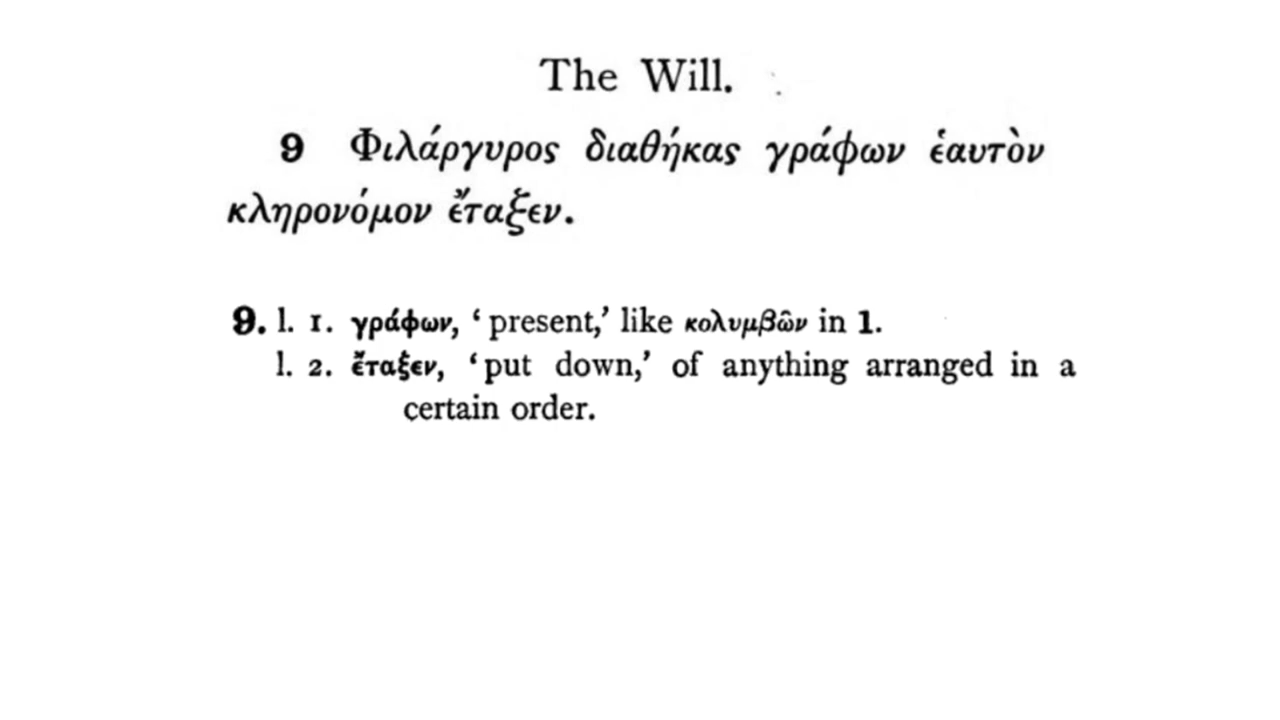 The Will.
9 Φιλάργυρος διαθήκας γράφων ἑαυτὸν
κληρονόμον ἔταξεν.
9. l. 1. γράφων, ‘present,’ like κολυμβῶν in 1.
l. 2. ἔταξεν, ‘put down,’ of anything arranged in a
certain order.